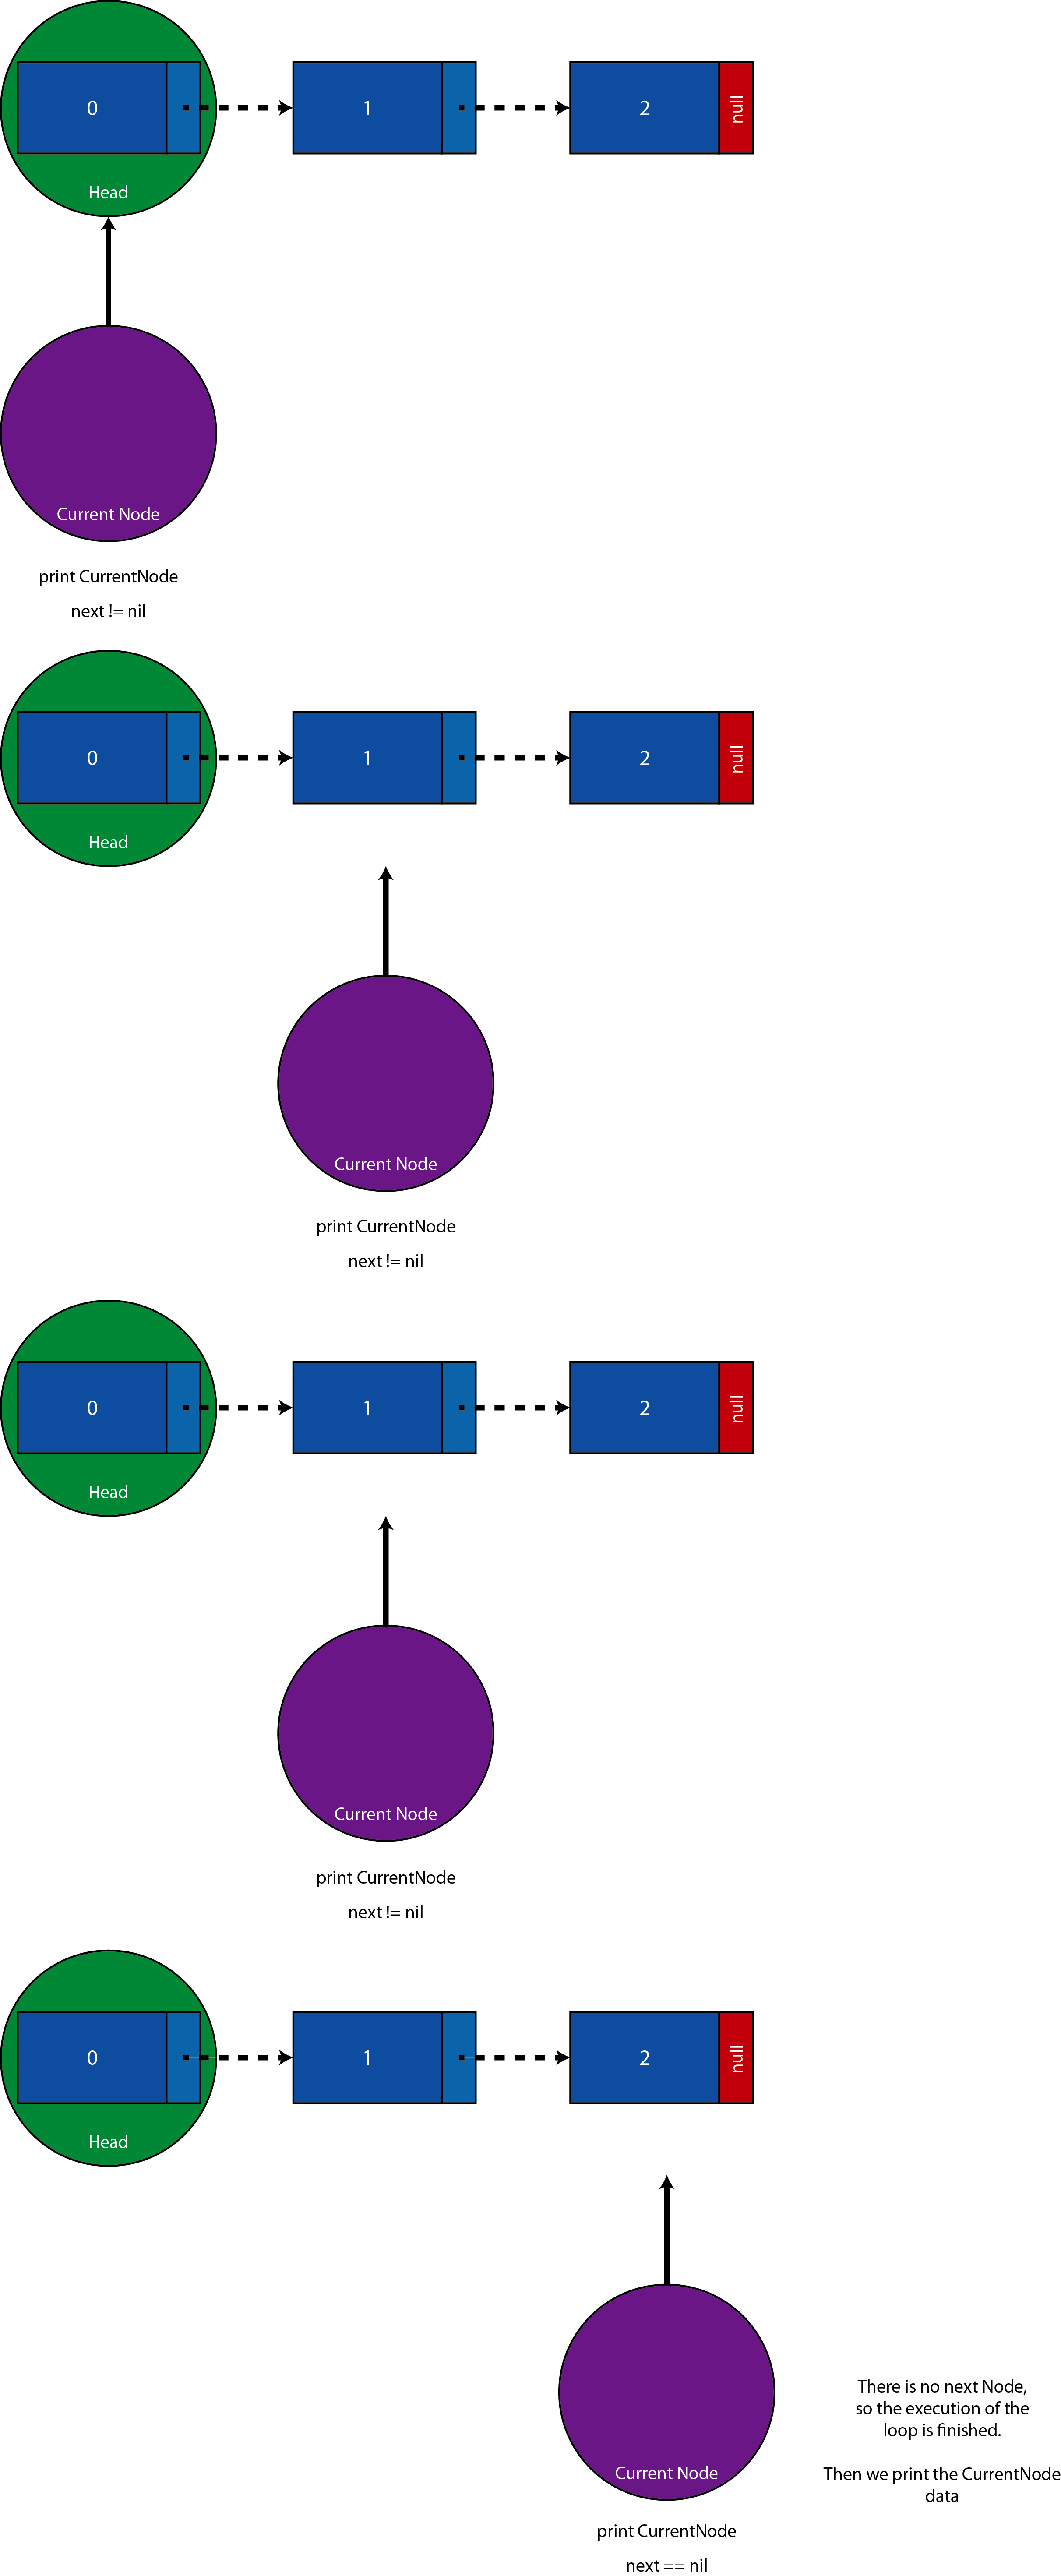 0
1
2
null
Head
Current Node
print CurrentNode
next != nil
0
1
2
null
Head
Current Node
print CurrentNode
next != nil
0
1
2
null
Head
Current Node
print CurrentNode
next != nil
0
1
2
null
Head
There is no next Node,
so the execution of the
loop is finished.
Then we print the CurrentNode
data
Current Node
print CurrentNode
next == nil